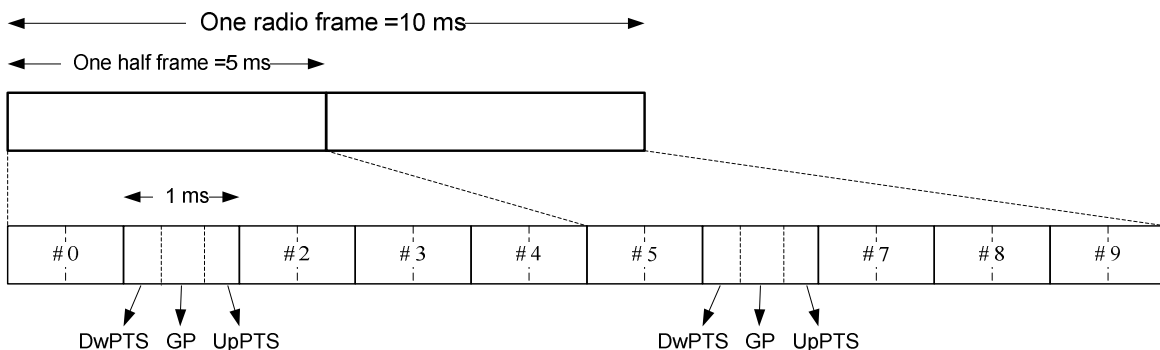 One radio frame =10 ms
One half frame =5 ms
1 ms
#0 #2 #3 #4 #5 #7 #8 #9
DwPTS GP UpPTS DwPTS GP UpPTS